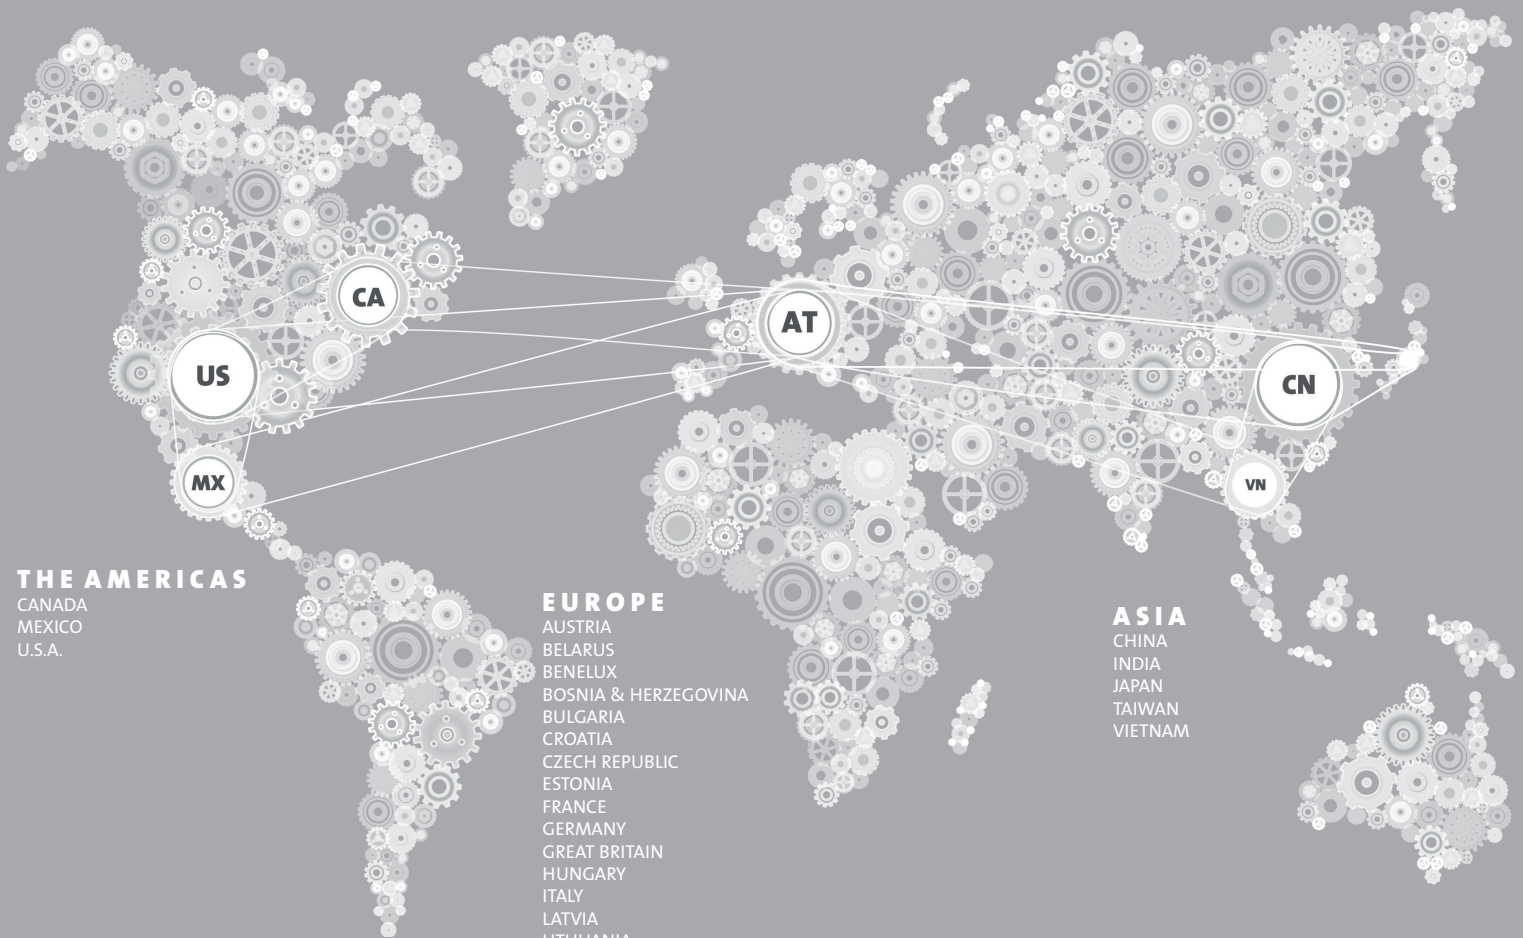 CA
AT
US
CN
MX
VN
THE AMERICAS
CANADA
MEXICO
U.S.A.
EUROPE
AUSTRIA
BELARUS
BENELUX
BOSNIA & HERZEGOVINA
BULGARIA
CROATIA
CZECH REPUBLIC
ESTONIA
FRANCE
GERMANY
GREAT BRITAIN
HUNGARY
ITALY
LATVIA
ASIA
CHINA
INDIA
JAPAN
TAIWAN
VIETNAM